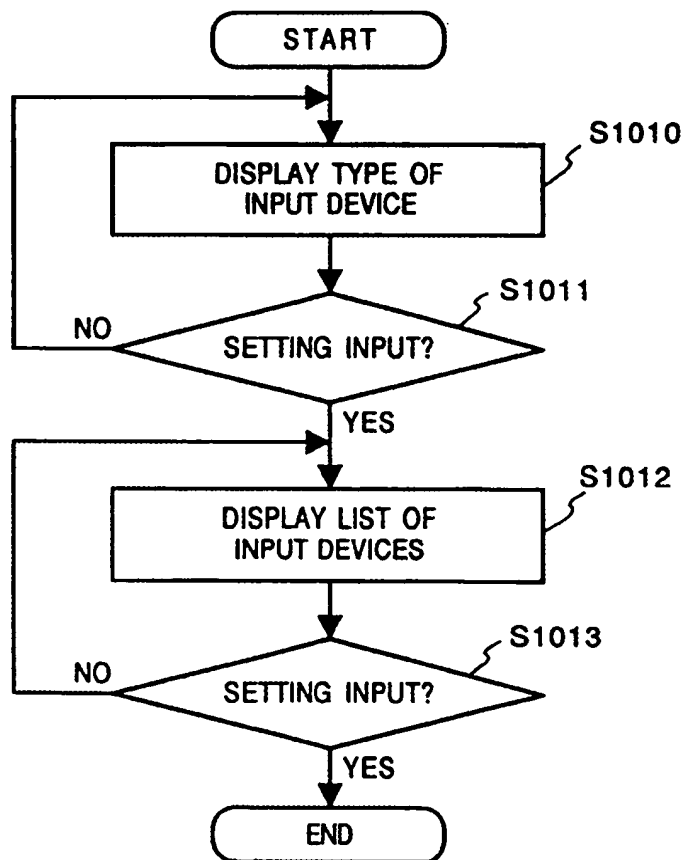 START
S1010
DISPLAY TYPE OF
INPUT DEVICE
S1011
NO
SETTING INPUT?
YES
S1012
DISPLAY LIST OF
INPUT DEVICES
S1013
NO
SETTING INPUT?
YES
END